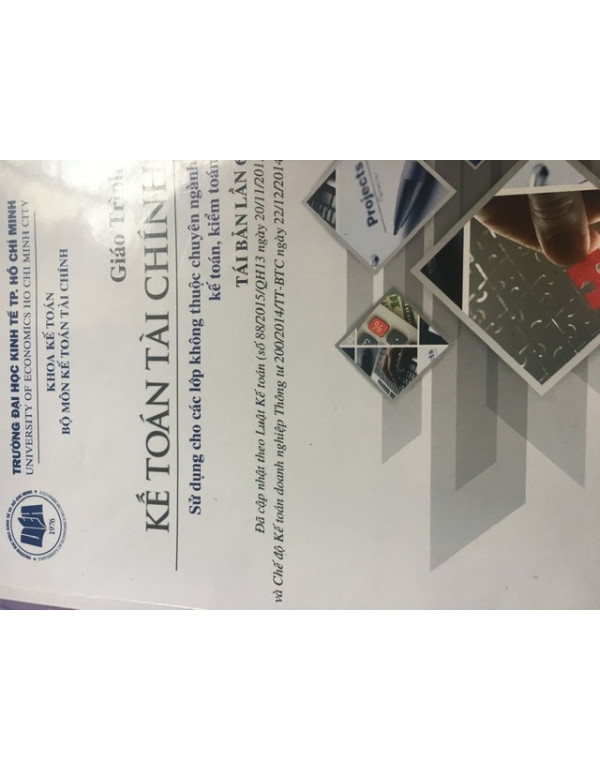 TRƯỜNG ĐẠI HỌC KINH TẾ TP. HỒ CHÍ MINH
UNIVERSITY OF ECONOMICS HO CHI MINH CITY
KHOA KẾ TOÁN
BỘ MÔN KẾ TOÁN TÀI CHÍNH
UEH
1976
Giáo Trình
KẾ TOÁN TÀI CHÍNH
Sử dụng cho các lớp không thuộc chuyên ngành
kế toán, kiểm toán
TÁI BẢN LẦN 6
Đã cập nhật theo Luật Kế toán (số 88/2015/QH13 ngày 20/11/201
và Chế độ Kế toán doanh nghiệp Thông tư 200/2014/TT-BTC ngày 22/12/2014
Projects
%